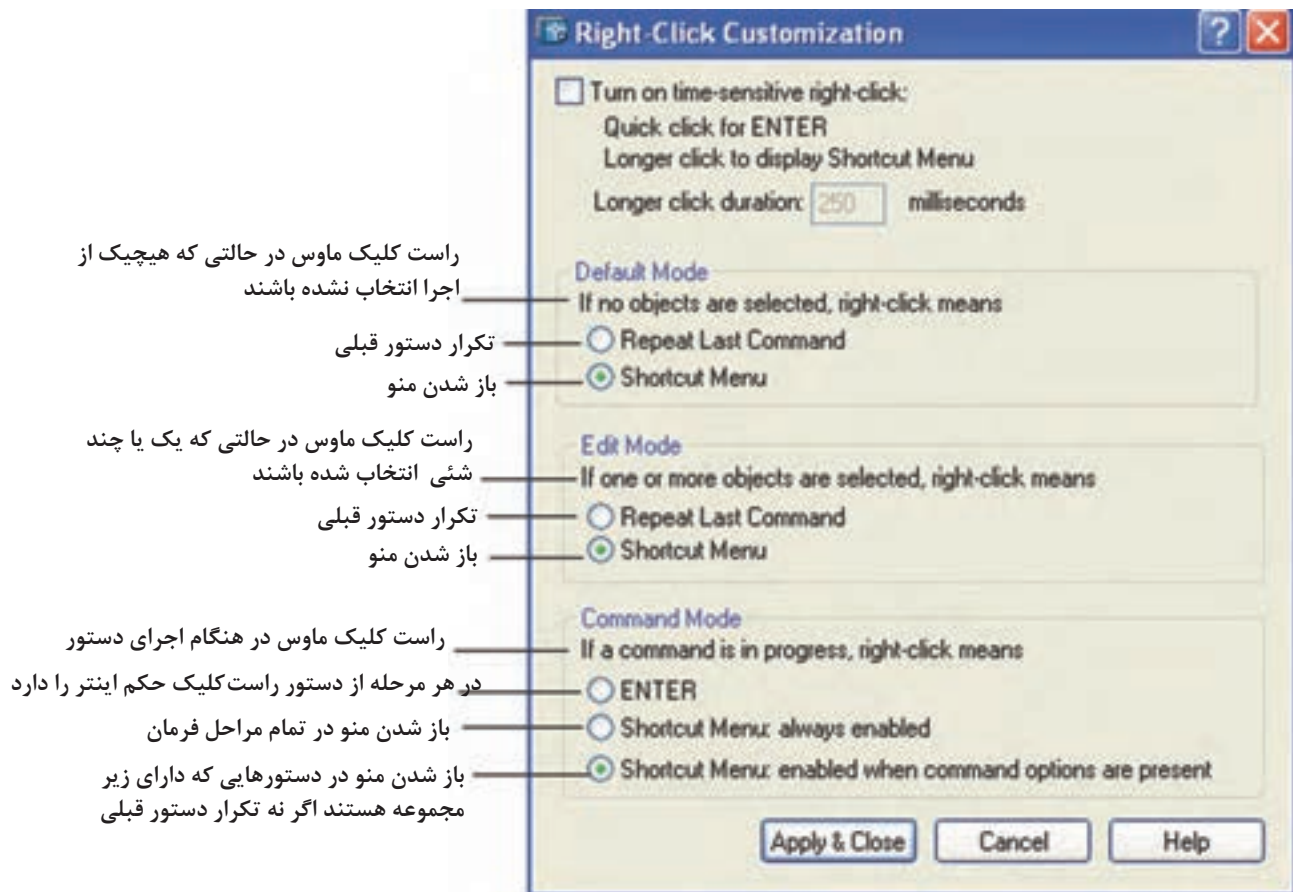 Right-Click Customization
Turn on time-sensitive right-click:
Quick click for ENTER
Longer click to display Shortcut Menu
Longer click duration: 250 milliseconds
راست کلیک ماوس در حالتی که هیچیک از
اجرا انتخاب نشده باشند
Default Mode
If no objects are selected, right-click means
تکرار دستور قبلی
Repeat Last Command
باز شدن منو
Shortcut Menu
راست کلیک ماوس در حالتی که یک یا چند
شئی انتخاب شده باشند
Edit Mode
If one or more objects are selected, right-click means
تکرار دستور قبلی
Repeat Last Command
باز شدن منو
Shortcut Menu
Command Mode
راست کلیک ماوس در هنگام اجرای دستور
If a command is in progress, right-click means
در هر مرحله از دستور راست کلیک حکم اینتر را دارد
ENTER
باز شدن منو در تمام مراحل فرمان
Shortcut Menu: always enabled
باز شدن منو در دستورهایی که دارای زیر
مجموعه هستند اگر نه تکرار دستور قبلی
Shortcut Menu: enabled when command options are present
Apply & Close Cancel Help